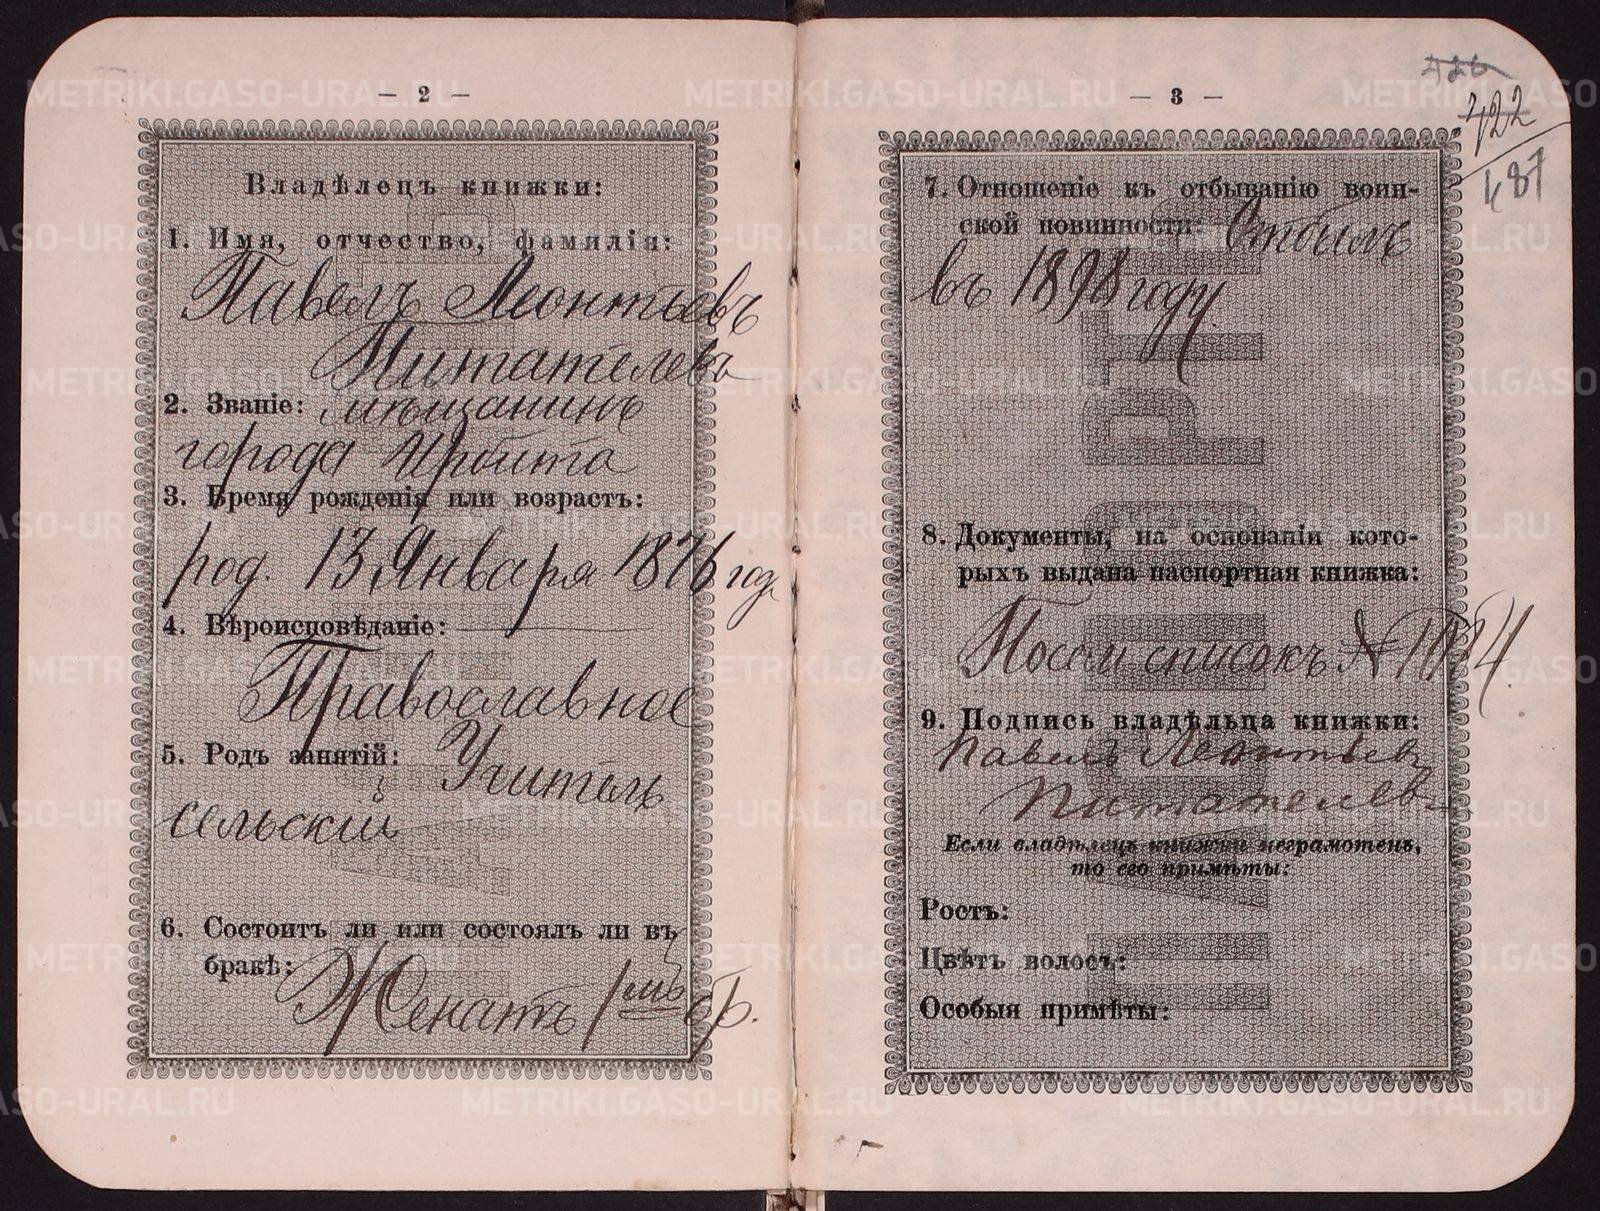 — 2 —
Владѣлецъ книжки:
1. Имя, отчество, фамилія:
Павелъ Леонтьевъ
Питателевъ
2. Званіе: мѣщанинъ
города Ирбита
3. Время рожденія или возрастъ:
род. 13 Января 1876 год
4. Вѣроисповѣданіе:
Православное
5. Родъ занятій: Учитель
сельскій
6. Состоитъ ли или состоялъ ли въ
бракѣ: Женатъ 1мъ бр.
— 3 —
422
487
7. Отношеніе къ отбыванію воин-
ской повинности: Отбылъ
въ 1898 году.
8. Документы, на основаніи кото-
рыхъ выдана паспортная книжка:
Посем списокъ №
9. Подпись владѣльца книжки:
Павелъ Леонтьев
Питателевъ
Если владѣлецъ книжки неграмотенъ,
то его примѣты:
Ростъ:
Цвѣтъ волосъ:
Особыя примѣты:
ПАСПОРТЪ
METRIKI.GASO-URAL.RU